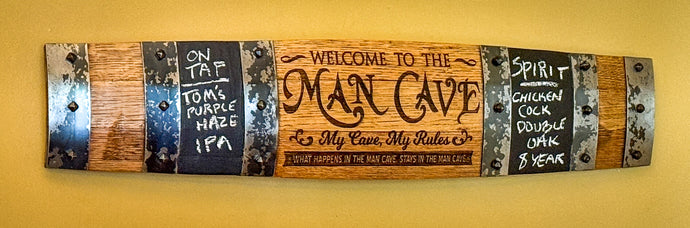 ON
TAP
TOM'S
PURPLE
HAZE
IPA
WELCOME TO THE
MAN CAVE
My Cave, My Rules
WHAT HAPPENS IN THE MAN CAVE, STAYS IN THE MAN CAVE
SPIRIT
CHICKEN
COCK
DOUBLE
OAK
8 YEAR